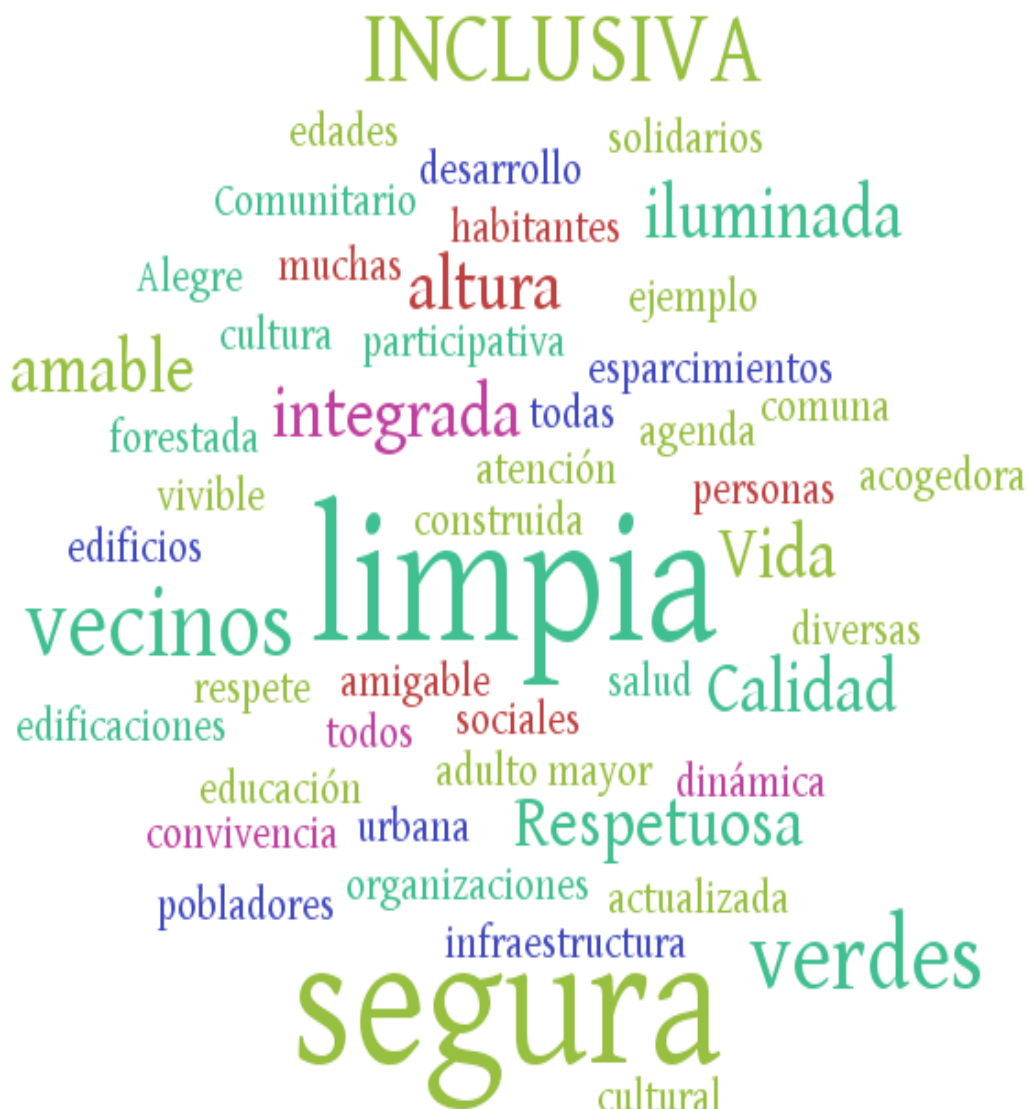 INCLUSIVA
edades
solidarios
desarrollo
Comunitario
iluminada
habitantes
Alegre
muchas
altura
ejemplo
cultura
participativa
amable
esparcimientos
integrada
todas
comuna
forestada
agenda
atención
acogedora
vivible
personas
construida
edificios
limpia
Vida
vecinos
diversas
respete
amigable
salud
Calidad
edificaciones
todos
sociales
educación
adulto mayor
dinámica
convivencia
urbana
Respetuosa
pobladores
organizaciones
actualizada
infraestructura
verdes
segura
cultural